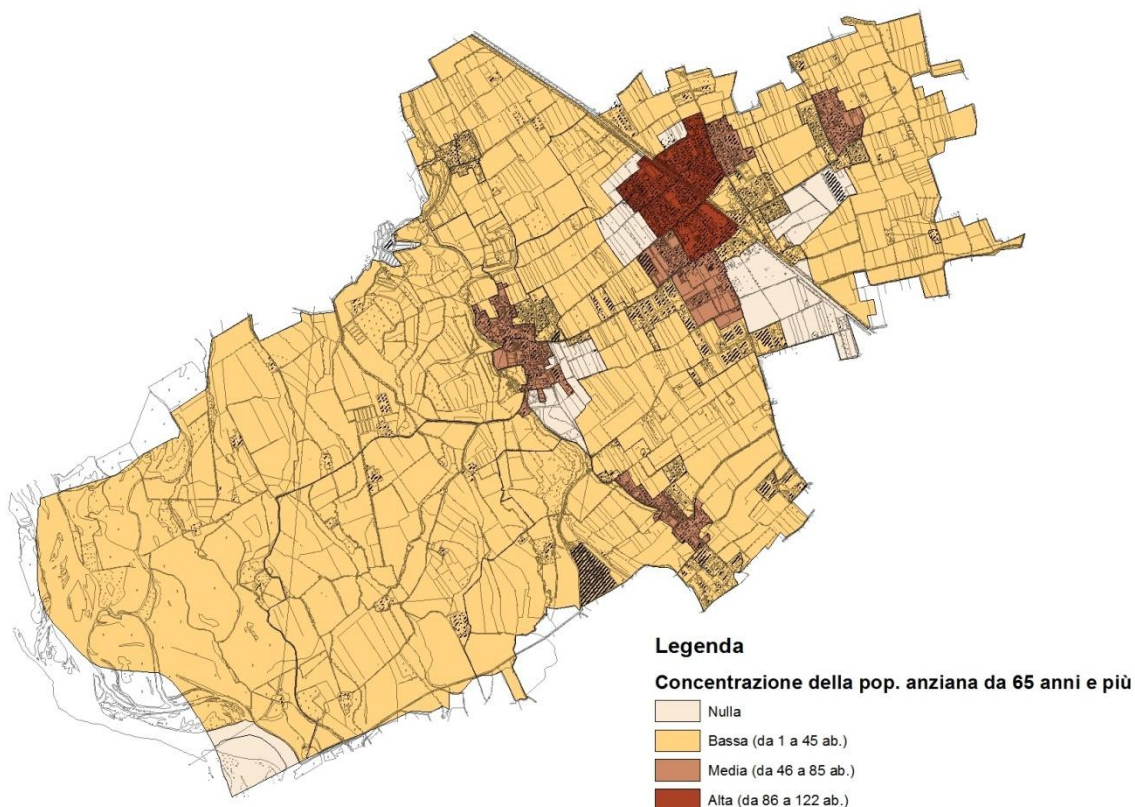 Legenda
Concentrazione della pop. anziana da 65 anni e più
Nulla
Bassa (da 1 a 45 ab.)
Media (da 46 a 85 ab.)
Alta (da 86 a 122 ab.)